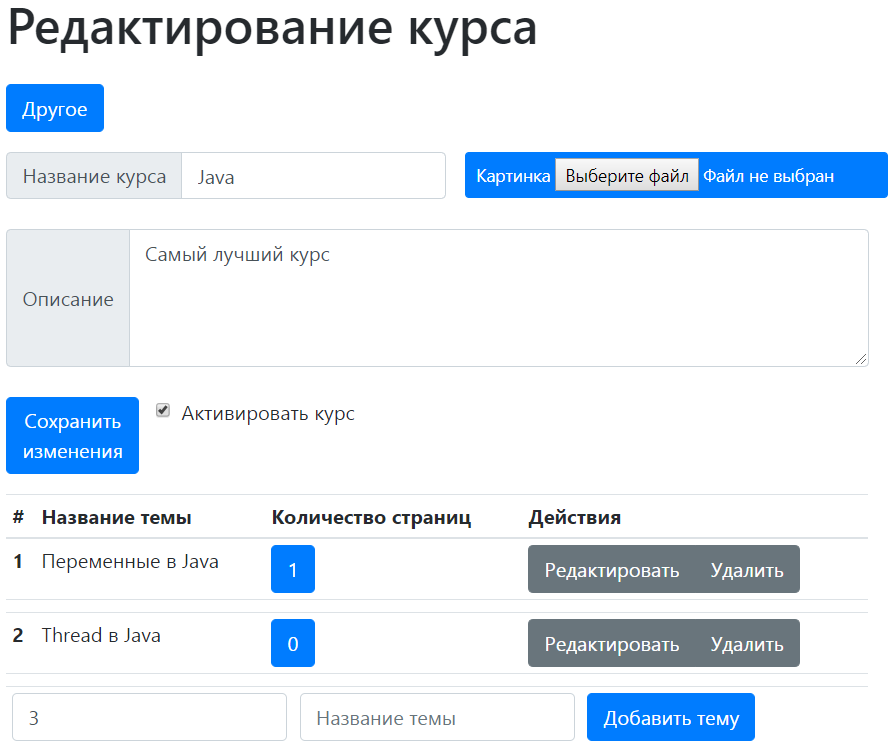 Редактирование курса
Другое
Название курса Java Картинка Выберите файл Файл не выбран
Самый лучший курс
Описание
Сохранить
изменения
Активировать курс
# Название темы Количество страниц Действия
1 Переменные в Java 1 Редактировать Удалить
2 Thread в Java 0 Редактировать Удалить
3 Название темы Добавить тему